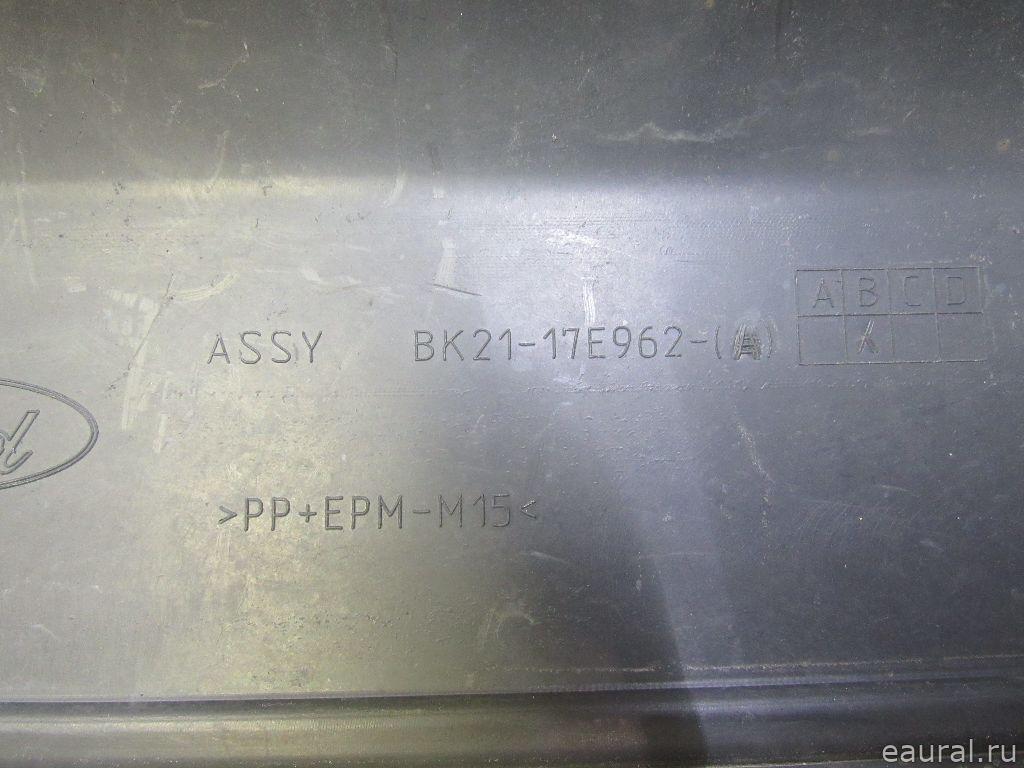 A B C D
ASSY BK21-17E962-(A) X
>PP+EPM-M15<
eaural.ru